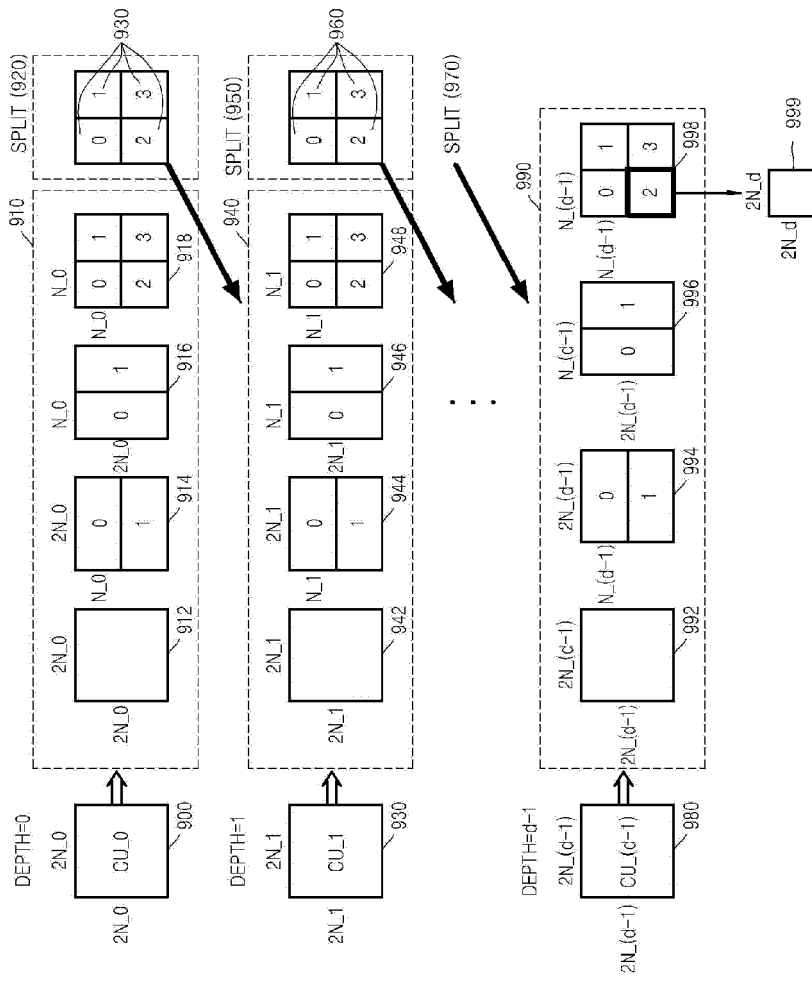 DEPTH=0
2N_0
2N_0
CU_0
900
910
2N_0
2N_0
912
2N_0
N_0
0
1
914
N_0
2N_0
0
1
916
N_0
N_0
0
1
2
3
918
SPLIT (920)
0
1
2
3
930
DEPTH=1
2N_1
2N_1
CU_1
930
940
2N_1
2N_1
942
2N_1
N_1
0
1
944
N_1
2N_1
0
1
946
N_1
N_1
0
1
2
3
948
SPLIT (950)
0
1
2
3
960
. . .
SPLIT (970)
DEPTH=d-1
2N_(d-1)
2N_(d-1)
CU_(d-1)
980
990
2N_(d-1)
2N_(d-1)
992
2N_(d-1)
N_(d-1)
0
1
994
N_(d-1)
2N_(d-1)
0
1
996
N_(d-1)
N_(d-1)
0
1
2
3
998
2N_d
2N_d
999